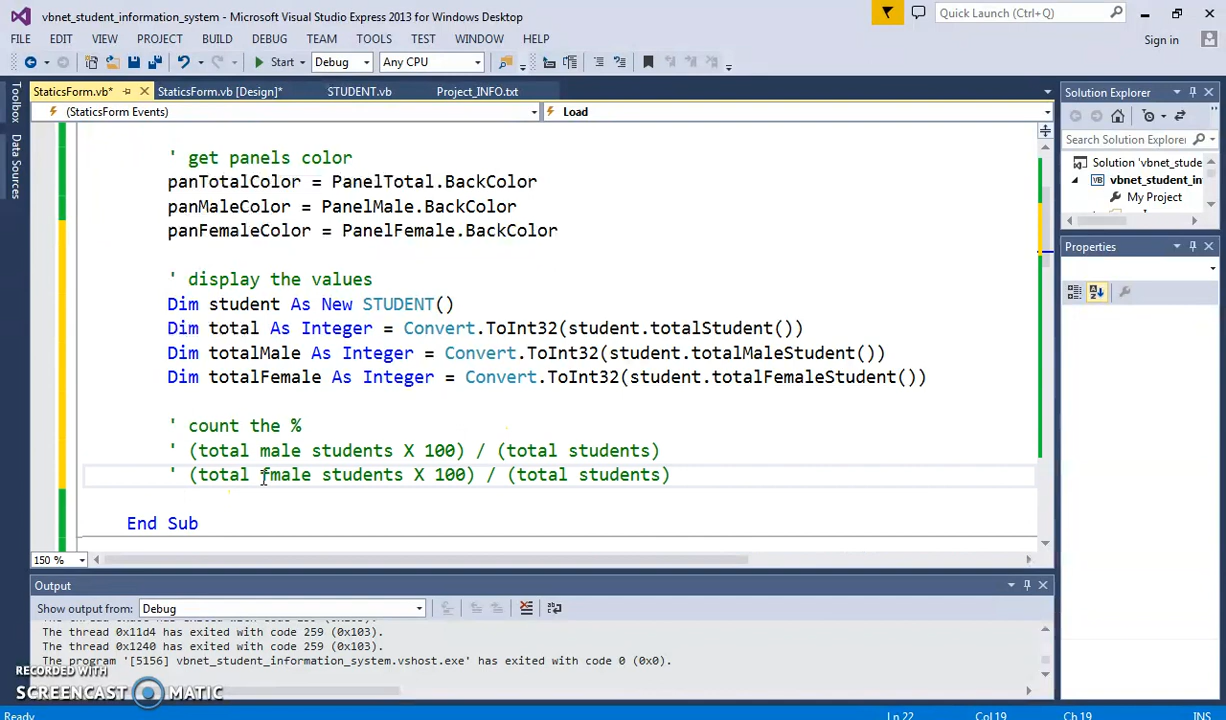 vbnet_student_information_system - Microsoft Visual Studio Express 2013 for Windows Desktop
Quick Launch (Ctrl+Q)
FILE EDIT VIEW PROJECT BUILD DEBUG TEAM TOOLS TEST WINDOW HELP
Sign in
Start Debug Any CPU
Toolbox
Data Sources
StaticsForm.vb* StaticsForm.vb [Design]* STUDENT.vb Project_INFO.txt
(StaticsForm Events) Load
' get panels color
panTotalColor = PanelTotal.BackColor
panMaleColor = PanelMale.BackColor
panFemaleColor = PanelFemale.BackColor
' display the values
Dim student As New STUDENT()
Dim total As Integer = Convert.ToInt32(student.totalStudent())
Dim totalMale As Integer = Convert.ToInt32(student.totalMaleStudent())
Dim totalFemale As Integer = Convert.ToInt32(student.totalFemaleStudent())
' count the %
' (total male students X 100) / (total students)
' (total fmale students X 100) / (total students)
End Sub
150 %
Output
Show output from: Debug
The thread 0x11d4 has exited with code 259 (0x103).
The thread 0x1240 has exited with code 259 (0x103).
The program '[5156] vbnet_student_information_system.vshost.exe' has exited with code 0 (0x0).
RECORDED WITH
SCREENCAST MATIC
Ready Ln 22 Col 19 Ch 19 INS
Solution Explorer
Search Solution Explorer
Solution 'vbnet_stude
vbnet_student_in
My Project
Properties